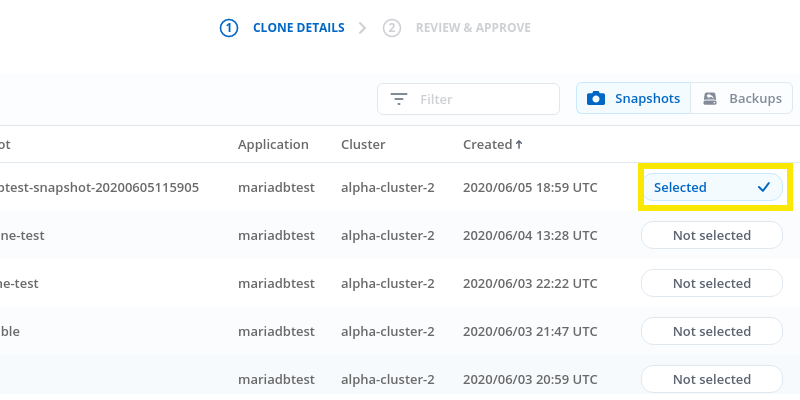 1 CLONE DETAILS > 2 REVIEW & APPROVE
Filter Snapshots Backups
ot Application Cluster Created ↑
otest-snapshot-20200605115905 mariadbtest alpha-cluster-2 2020/06/05 18:59 UTC Selected ✓
ne-test mariadbtest alpha-cluster-2 2020/06/04 13:28 UTC Not selected
ne-test mariadbtest alpha-cluster-2 2020/06/03 22:22 UTC Not selected
ble mariadbtest alpha-cluster-2 2020/06/03 21:47 UTC Not selected
mariadbtest alpha-cluster-2 2020/06/03 20:59 UTC Not selected